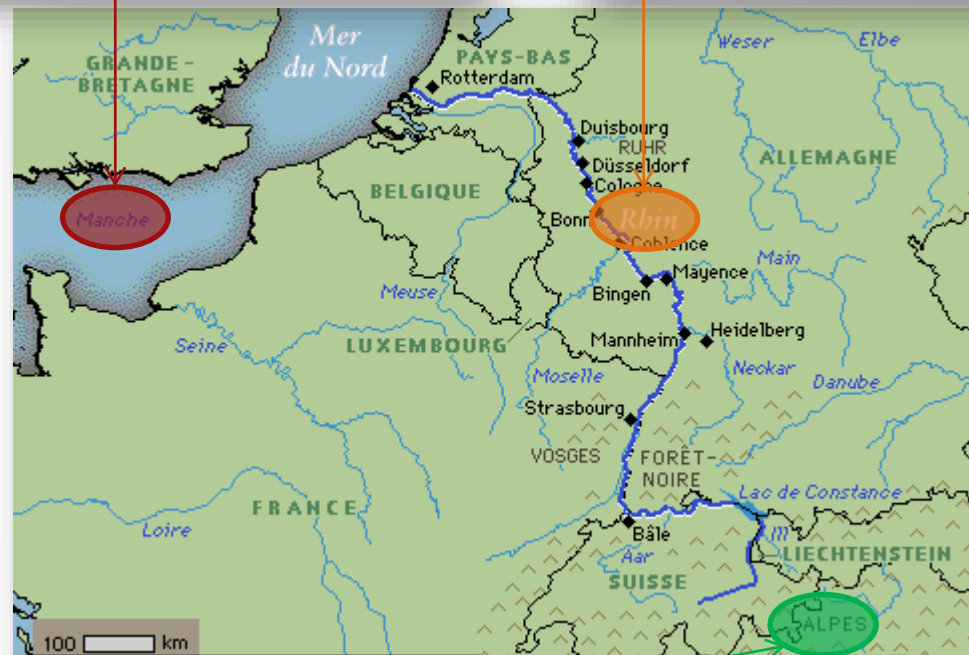 Mer
du Nord
GRANDE-
BRETAGNE
PAYS-BAS
Rotterdam
Weser
Elbe
Duisbourg
RUHR
Düsseldorf
Cologne
ALLEMAGNE
BELGIQUE
Manche
Bonn
Rhin
Coblence
Mayence
Main
Bingen
Meuse
Seine
LUXEMBOURG
Mannheim
Heidelberg
Moselle
Neckar
Danube
Strasbourg
VOSGES
FORÊT-
NOIRE
Lac de Constance
FRANCE
Loire
Bâle
Ill
Aar
LIECHTENSTEIN
SUISSE
ALPES
100 km